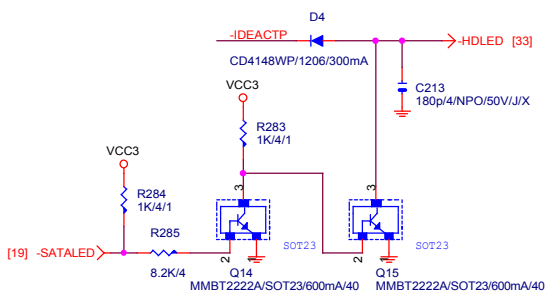 D4
-IDEACTP
-HDLED [33]
CD4148WP/1206/300mA
VCC3
C213
180p/4/NPO/50V/J/X
R283
1K/4/1
VCC3
R284
1K/4/1
3
3
R285
SOT23
SOT23
[19] -SATALED
2
1
2
1
8.2K/4
Q14
Q15
MMBT2222A/SOT23/600mA/40
MMBT2222A/SOT23/600mA/40